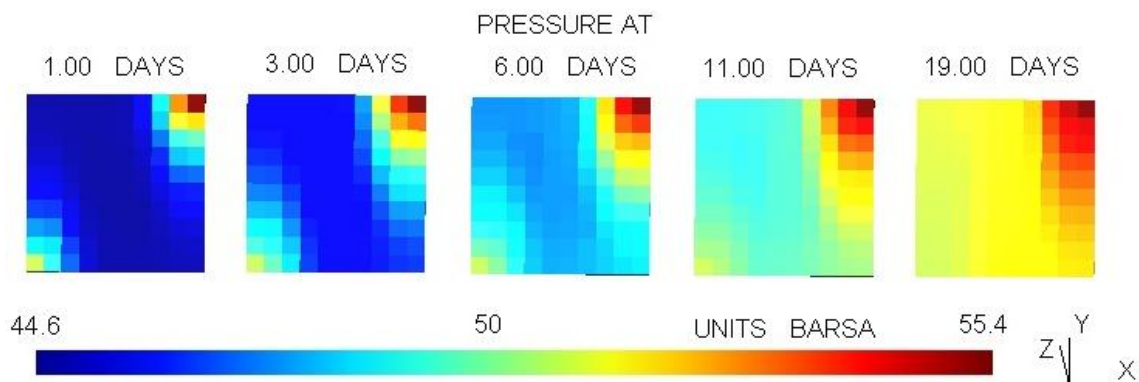 PRESSURE AT
1.00 DAYS 3.00 DAYS 6.00 DAYS 11.00 DAYS 19.00 DAYS
44.6 50 UNITS BARSA 55.4 Y
Z
X